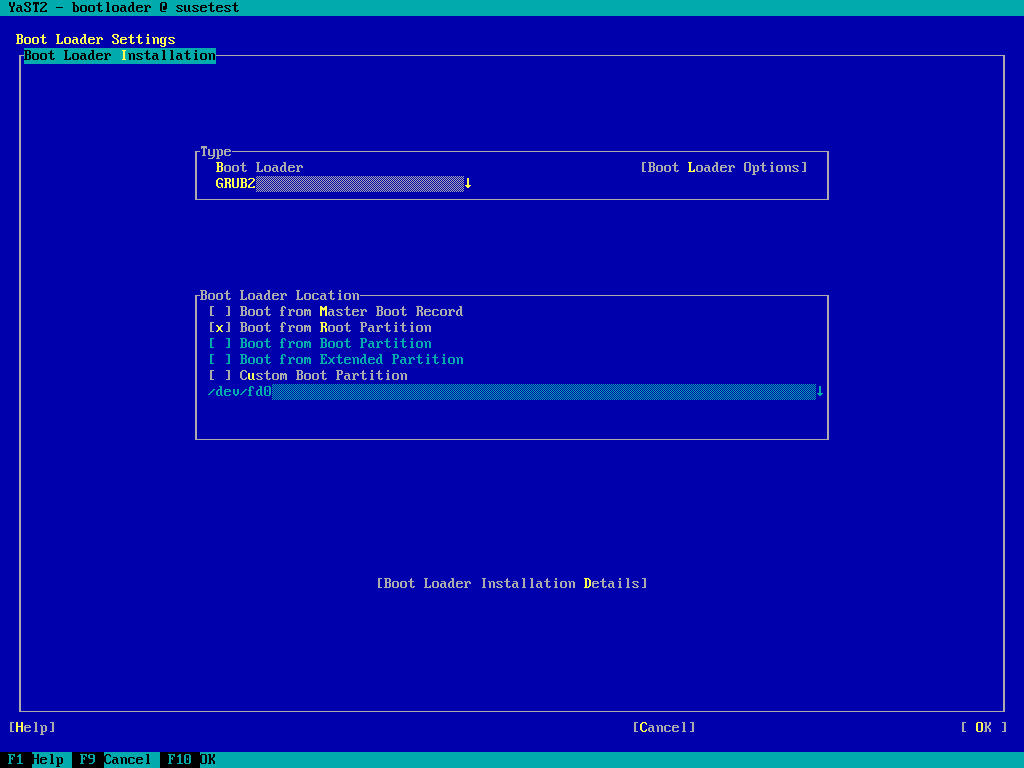 YaST2 - bootloader @ susetest
Boot Loader Settings
Boot Loader Installation
Type
Boot Loader [Boot Loader Options]
GRUB2 ↓
Boot Loader Location
[ ] Boot from Master Boot Record
[x] Boot from Root Partition
[ ] Boot from Boot Partition
[ ] Boot from Extended Partition
[ ] Custom Boot Partition
/dev/fd0 ↓
[Boot Loader Installation Details]
[Help] [Cancel] [ OK ]
F1 Help F9 Cancel F10 OK